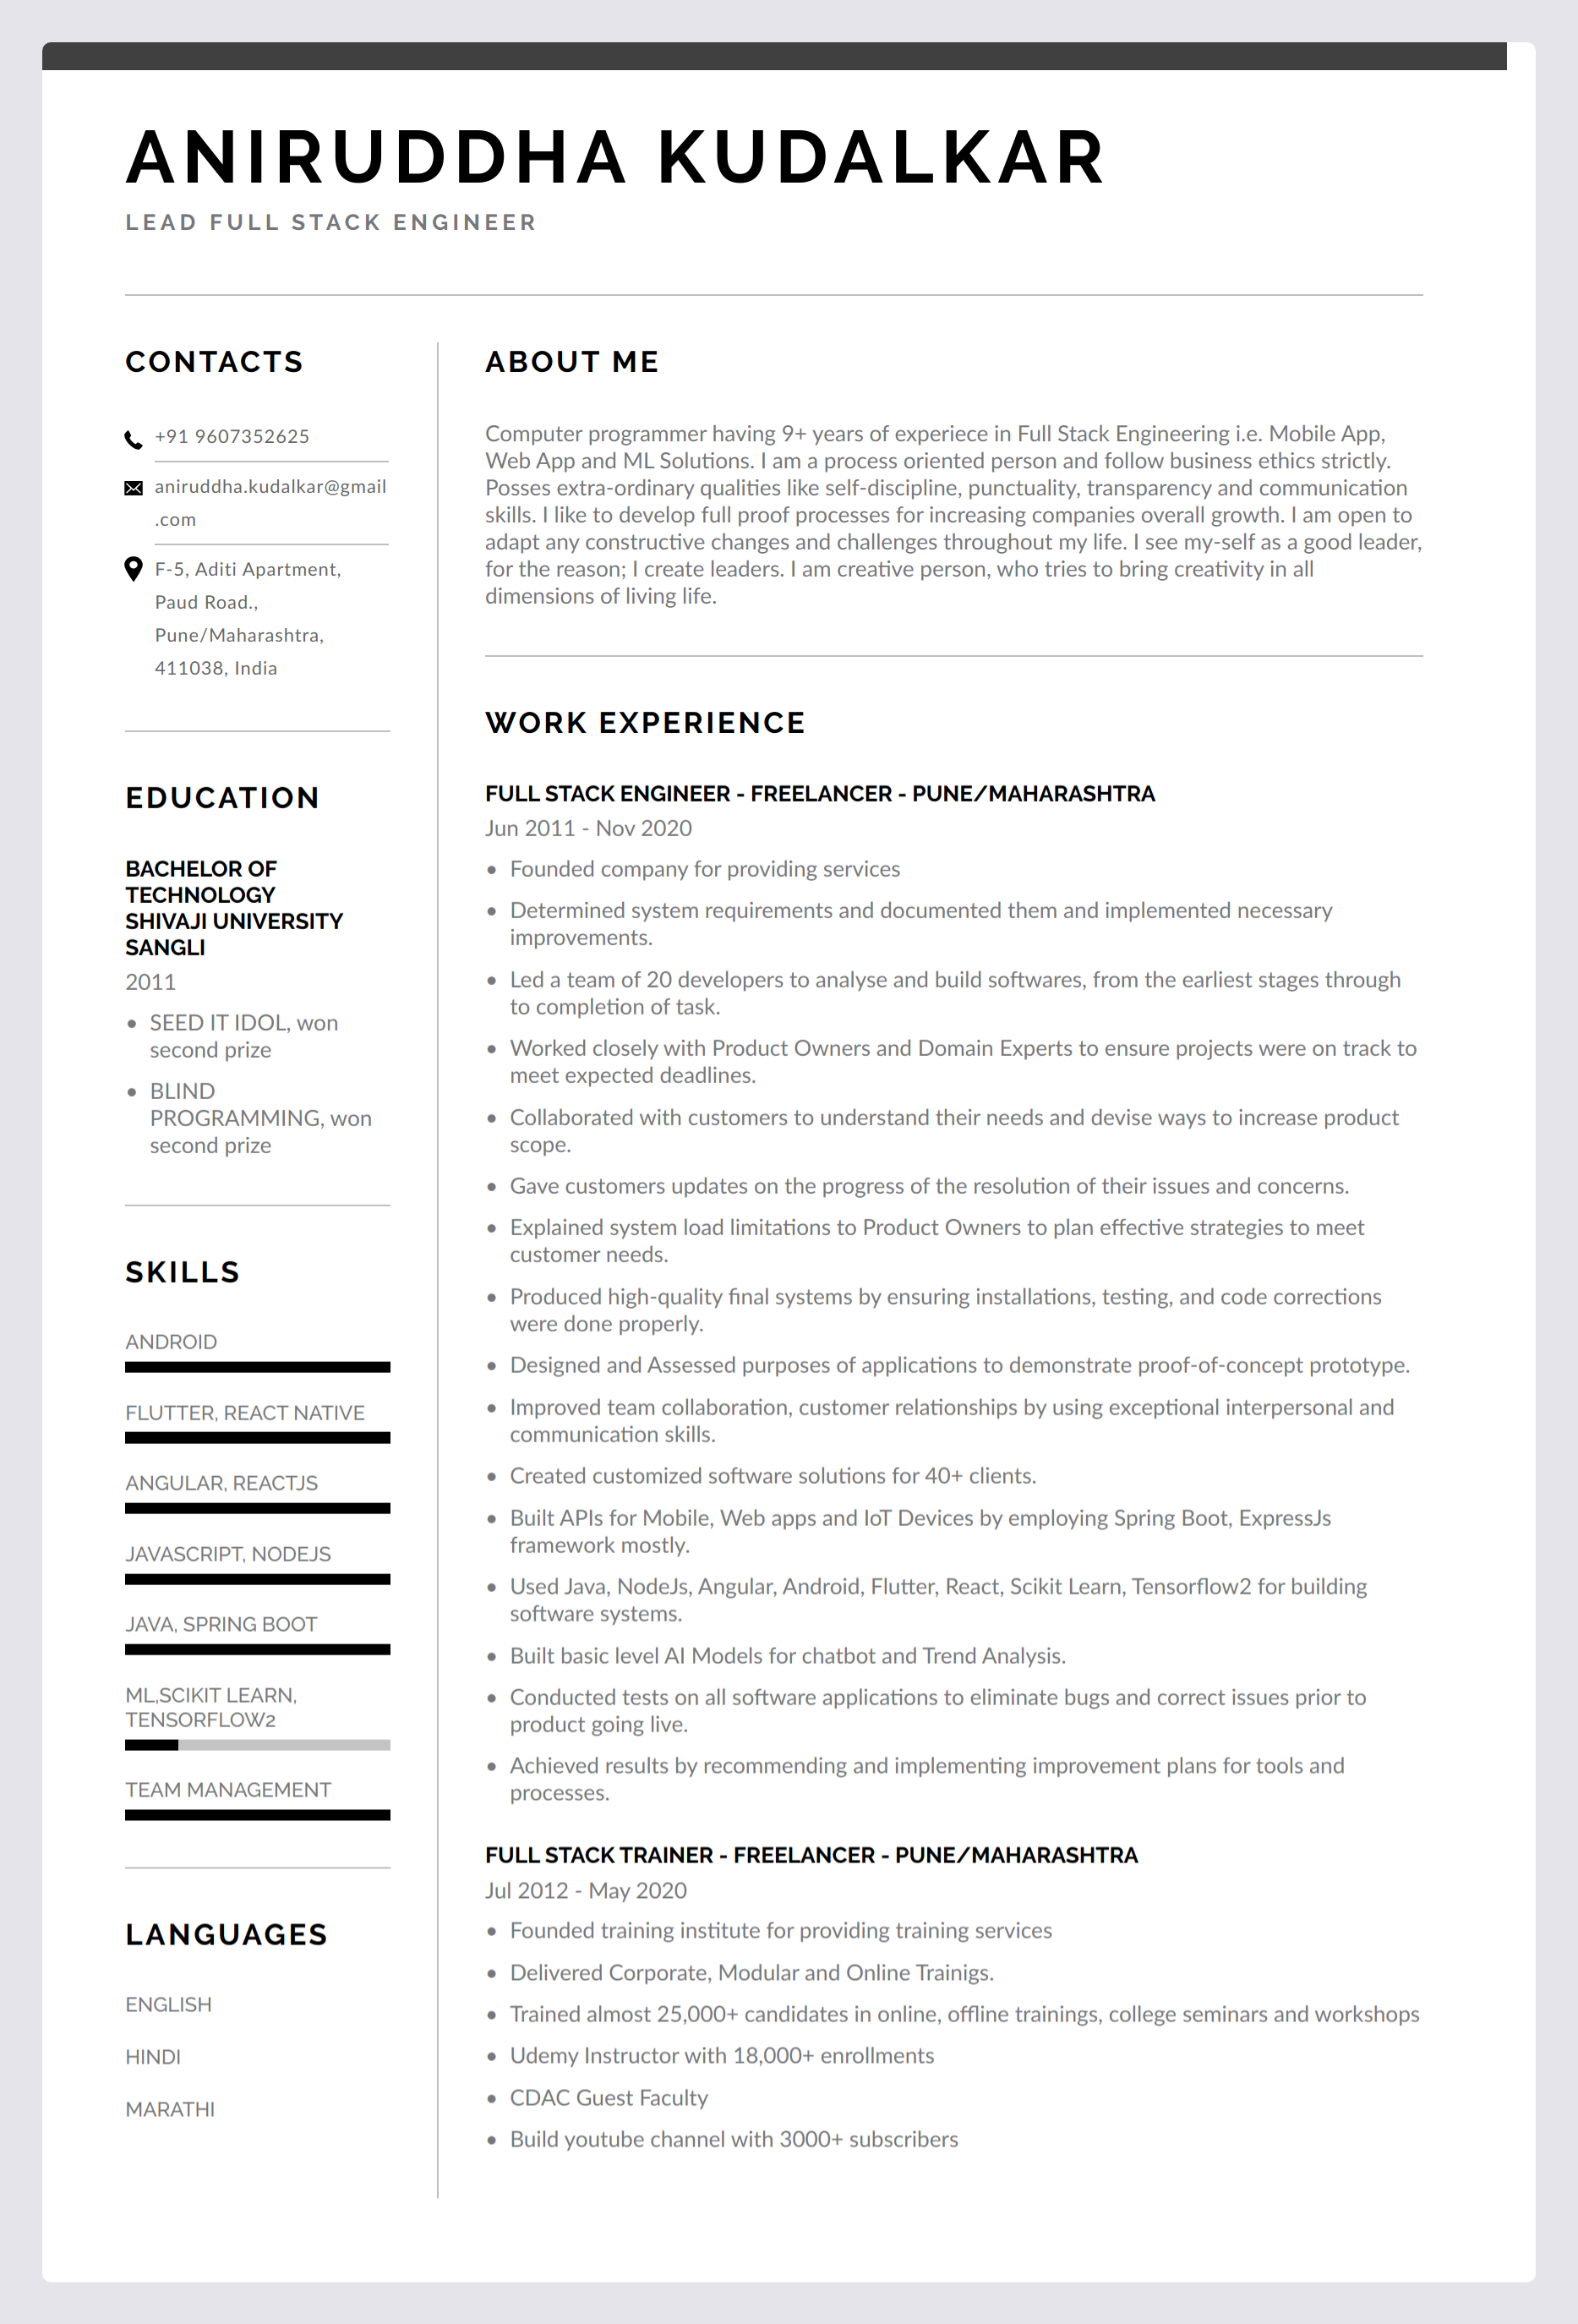 ANIRUDDHA KUDALKAR
LEAD FULL STACK ENGINEER
CONTACTS
+91 9607352625
aniruddha.kudalkar@gmail
.com
F-5, Aditi Apartment,
Paud Road.,
Pune/Maharashtra,
411038, India
EDUCATION
BACHELOR OF
TECHNOLOGY
SHIVAJI UNIVERSITY
SANGLI
2011
• SEED IT IDOL, won
second prize
• BLIND
PROGRAMMING, won
second prize
SKILLS
ANDROID
FLUTTER, REACT NATIVE
ANGULAR, REACTJS
JAVASCRIPT, NODEJS
JAVA, SPRING BOOT
ML,SCIKIT LEARN,
TENSORFLOW2
TEAM MANAGEMENT
LANGUAGES
ENGLISH
HINDI
MARATHI
ABOUT ME
Computer programmer having 9+ years of experiece in Full Stack Engineering i.e. Mobile App,
Web App and ML Solutions. I am a process oriented person and follow business ethics strictly.
Posses extra-ordinary qualities like self-discipline, punctuality, transparency and communication
skills. I like to develop full proof processes for increasing companies overall growth. I am open to
adapt any constructive changes and challenges throughout my life. I see my-self as a good leader,
for the reason; I create leaders. I am creative person, who tries to bring creativity in all
dimensions of living life.
WORK EXPERIENCE
FULL STACK ENGINEER - FREELANCER - PUNE/MAHARASHTRA
Jun 2011 - Nov 2020
• Founded company for providing services
• Determined system requirements and documented them and implemented necessary
improvements.
• Led a team of 20 developers to analyse and build softwares, from the earliest stages through
to completion of task.
• Worked closely with Product Owners and Domain Experts to ensure projects were on track to
meet expected deadlines.
• Collaborated with customers to understand their needs and devise ways to increase product
scope.
• Gave customers updates on the progress of the resolution of their issues and concerns.
• Explained system load limitations to Product Owners to plan effective strategies to meet
customer needs.
• Produced high-quality final systems by ensuring installations, testing, and code corrections
were done properly.
• Designed and Assessed purposes of applications to demonstrate proof-of-concept prototype.
• Improved team collaboration, customer relationships by using exceptional interpersonal and
communication skills.
• Created customized software solutions for 40+ clients.
• Built APIs for Mobile, Web apps and IoT Devices by employing Spring Boot, ExpressJs
framework mostly.
• Used Java, NodeJs, Angular, Android, Flutter, React, Scikit Learn, Tensorflow2 for building
software systems.
• Built basic level AI Models for chatbot and Trend Analysis.
• Conducted tests on all software applications to eliminate bugs and correct issues prior to
product going live.
• Achieved results by recommending and implementing improvement plans for tools and
processes.
FULL STACK TRAINER - FREELANCER - PUNE/MAHARASHTRA
Jul 2012 - May 2020
• Founded training institute for providing training services
• Delivered Corporate, Modular and Online Trainigs.
• Trained almost 25,000+ candidates in online, offline trainings, college seminars and workshops
• Udemy Instructor with 18,000+ enrollments
• CDAC Guest Faculty
• Build youtube channel with 3000+ subscribers